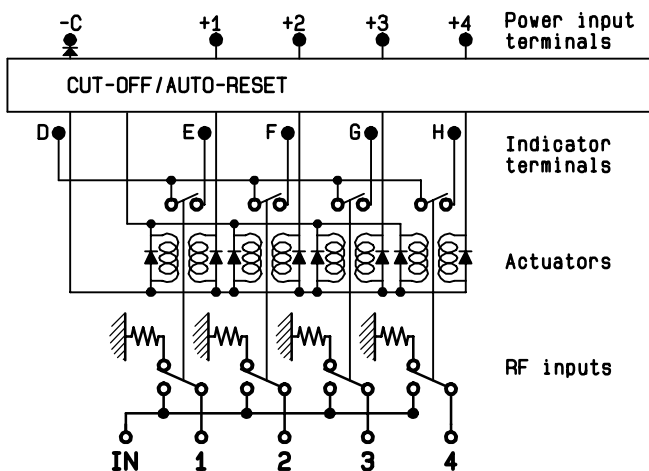 -C +1 +2 +3 +4 Power input
terminals
CUT-OFF/AUTO-RESET
D E F G H Indicator
terminals
Actuators
RF inputs
IN 1 2 3 4